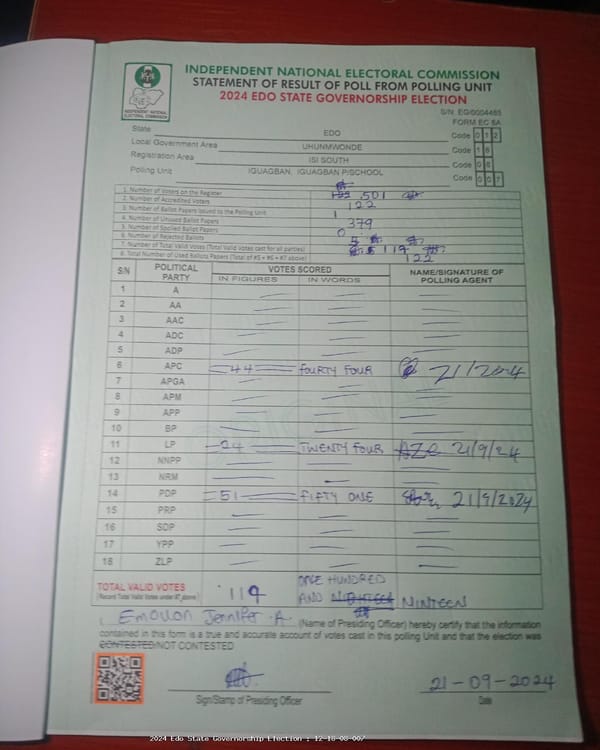 INDEPENDENT NATIONAL ELECTORAL COMMISSION
STATEMENT OF RESULT OF POLL FROM POLLING UNIT
2024 EDO STATE GOVERNORSHIP ELECTION
S/N: EG/0004485
FORM EC 8A
INDEPENDENT NATIONAL ELECTORAL COMMISSION
State EDO Code 0 1 2
Local Government Area UHUNMWONDE Code 1 8
Registration Area ISI SOUTH Code 0 8
Polling Unit IGUAGBAN, IGUAGBAN P/SCHOOL Code 0 0 7
1. Number of Voters on the Register 122 501
2. Number of Accredited Voters 122
3. Number of Ballot Papers Issued to the Polling Unit
4. Number of Unused Ballot Papers 379
5. Number of Spoiled Ballot Papers 0
6. Number of Rejected Ballots
7. Number of Total Valid Votes (Total Valid Votes cast for all parties) 119
8. Total Number of Used Ballots Papers (Total of #5 + #6 + #7 above) 122
S/N POLITICAL PARTY VOTES SCORED NAME/SIGNATURE OF POLLING AGENT
IN FIGURES IN WORDS
1 A
2 AA
3 AAC
4 ADC
5 ADP
6 APC 44 FOURTY FOUR 21/2024
7 APGA
8 APM
9 APP
10 BP
11 LP 24 TWENTY FOUR 21/9/24
12 NNPP
13 NRM
14 PDP 51 FIFTY ONE 21/9/2024
15 PRP
16 SDP
17 YPP
18 ZLP
TOTAL VALID VOTES 119 ONE HUNDRED
(Record Total Valid Votes under #7 above) AND NINTEEN
I, Jennifer A. (Name of Presiding Officer) hereby certify that the information
contained in this form is a true and accurate account of votes cast in this polling Unit and that the election was
CONTESTED/NOT CONTESTED
21-09-2024
Sign/Stamp of Presiding Officer Date
2024 Edo State Governorship Election : 12-18-08-007